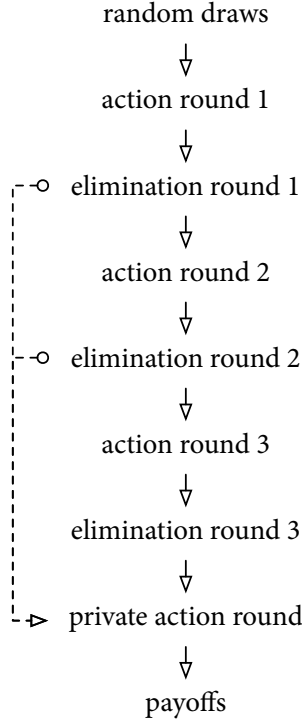 random draws
action round 1
elimination round 1
action round 2
elimination round 2
action round 3
elimination round 3
private action round
payoffs